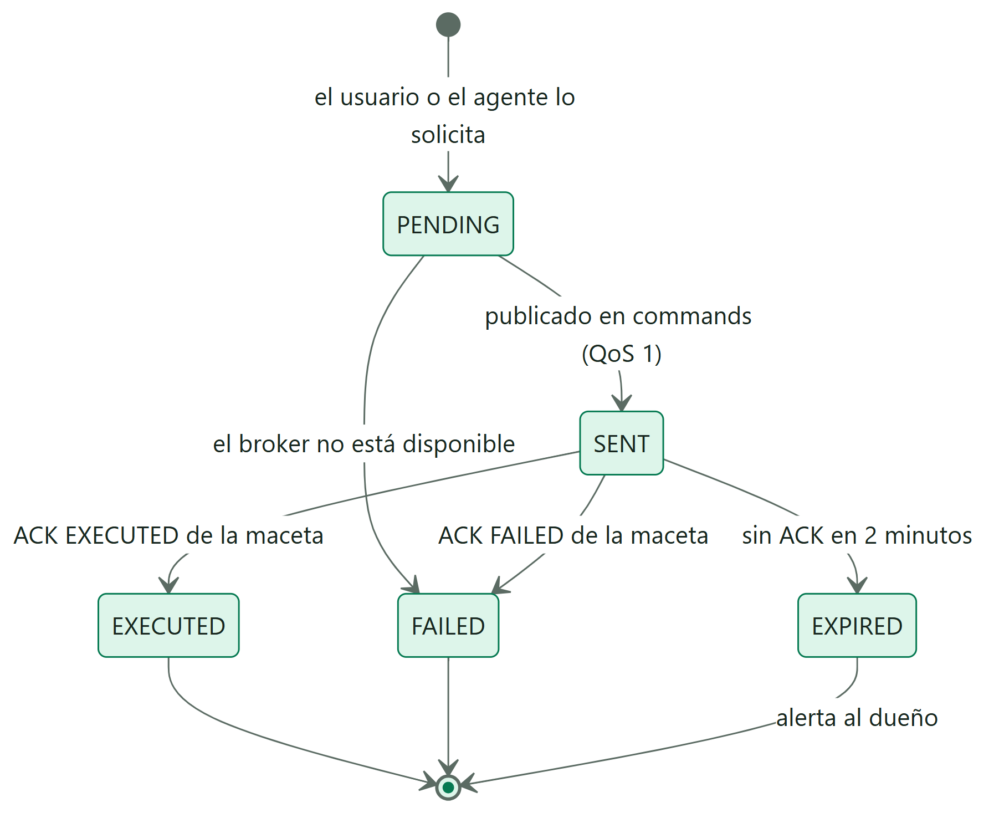 el usuario o el agente lo
solicita
PENDING
publicado en commands
(QoS 1)
el broker no está disponible
SENT
ACK EXECUTED de la maceta
ACK FAILED de la maceta
sin ACK en 2 minutos
EXECUTED
FAILED
EXPIRED
alerta al dueño